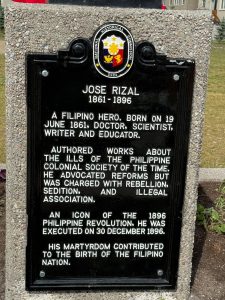 JOSE RIZAL
1861-1896
A FILIPINO HERO, BORN ON 19
JUNE 1861, DOCTOR, SCIENTIST,
WRITER AND EDUCATOR.
AUTHORED WORKS ABOUT
THE ILLS OF THE PHILIPPINE
COLONIAL SOCIETY OF THE TIME.
HE ADVOCATED REFORMS BUT
WAS CHARGED WITH REBELLION,
SEDITION, AND ILLEGAL
ASSOCIATION.
AN ICON OF THE 1896
PHILIPPINE REVOLUTION, HE WAS
EXECUTED ON 30 DECEMBER 1896.
HIS MARTYRDOM CONTRIBUTED
TO THE BIRTH OF THE FILIPINO
NATION.